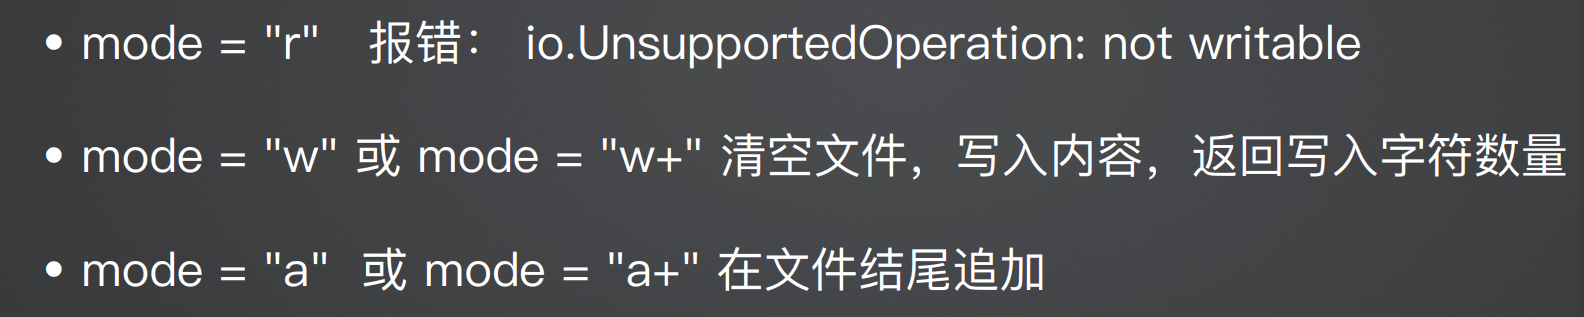 • mode = "r" 报错： io.UnsupportedOperation: not writable
• mode = "w" 或 mode = "w+" 清空文件，写入内容，返回写入字符数量
• mode = "a" 或 mode = "a+" 在文件结尾追加